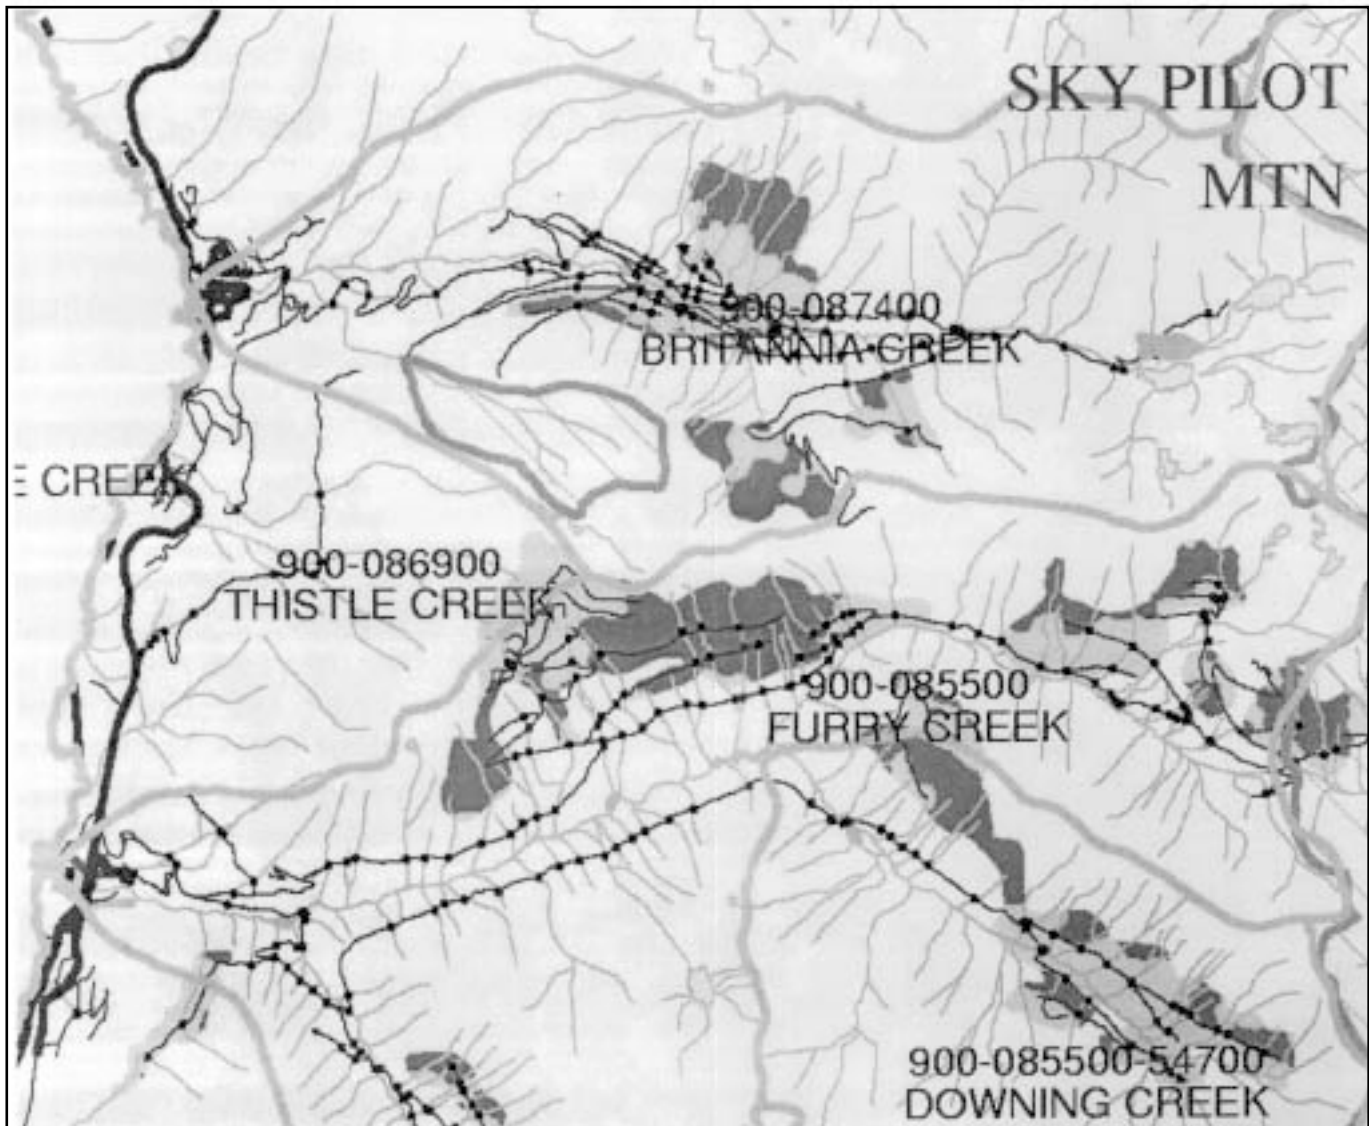 SKY PILOT
MTN
900-087400
BRITANNIA CREEK
E CREEK
900-086900
THISTLE CREEK
900-085500
FURRY CREEK
900-085500-54700
DOWNING CREEK